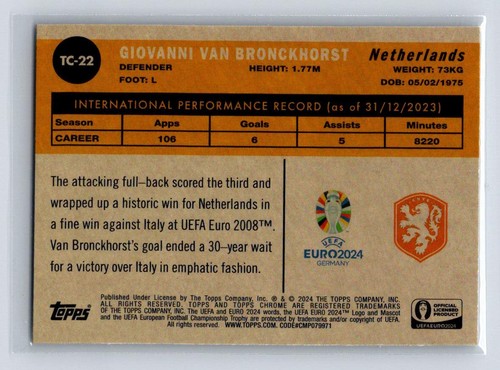 TC-22
GIOVANNI VAN BRONCKHORST
Netherlands
DEFENDER
HEIGHT: 1.77M
WEIGHT: 73KG
FOOT: L
DOB: 05/02/1975
INTERNATIONAL PERFORMANCE RECORD (as of 31/12/2023)
Season Apps Goals Assists Minutes
CAREER 106 6 5 8220
The attacking full-back scored the third and
wrapped up a historic win for Netherlands in
a fine win against Italy at UEFA Euro 2008™.
Van Bronckhorst's goal ended a 30-year wait
for a victory over Italy in emphatic fashion.
UEFA
EURO2024
GERMANY
topps
Published Under License by The Topps Company, Inc. ® & © 2024 THE TOPPS COMPANY, INC.
ALL RIGHTS RESERVED. TOPPS AND TOPPS CHROME ARE REGISTERED TRADEMARKS
OF THE TOPPS COMPANY, INC. The UEFA and EURO 2024 words, the UEFA EURO 2024™ Logo and Mascot
and the UEFA European Football Championship Trophy are protected by trademarks and/or copyright of UEFA.
All rights reserved. WWW.TOPPS.COM. CODE#CMP079971
OFFICIAL
LICENSED
PRODUCT
UEFA EURO2024